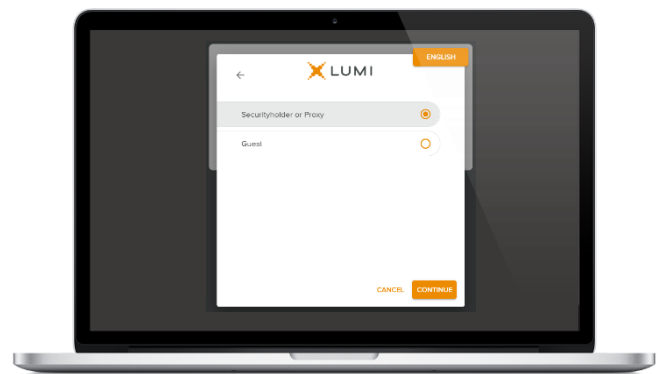 ENGLISH
LUMI
Securityholder or Proxy
Guest
CANCEL
CONTINUE